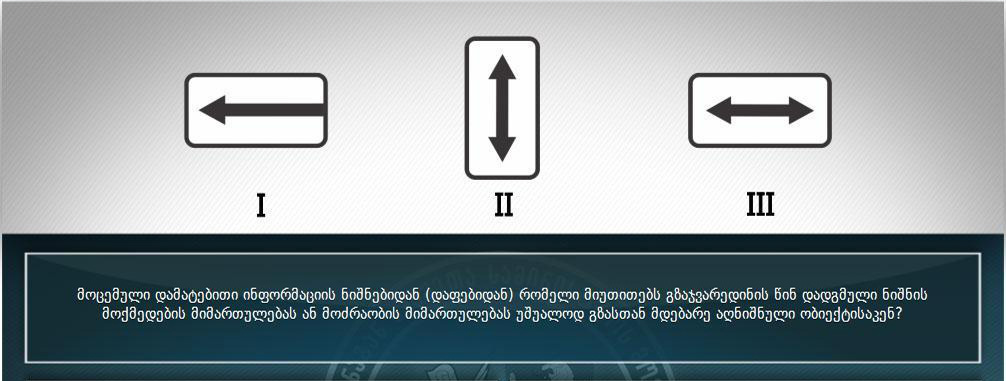 I II III
მოცემული დამატებითი ინფორმაციის ნიშნებიდან (დაფებიდან) რომელი მიუთითებს გზაჯვარედინის წინ დადგმული ნიშნის
მოქმედების მიმართულებას ან მოძრაობის მიმართულებას უშუალოდ გზასთან მდებარე აღნიშნული ობიექტისაკენ?